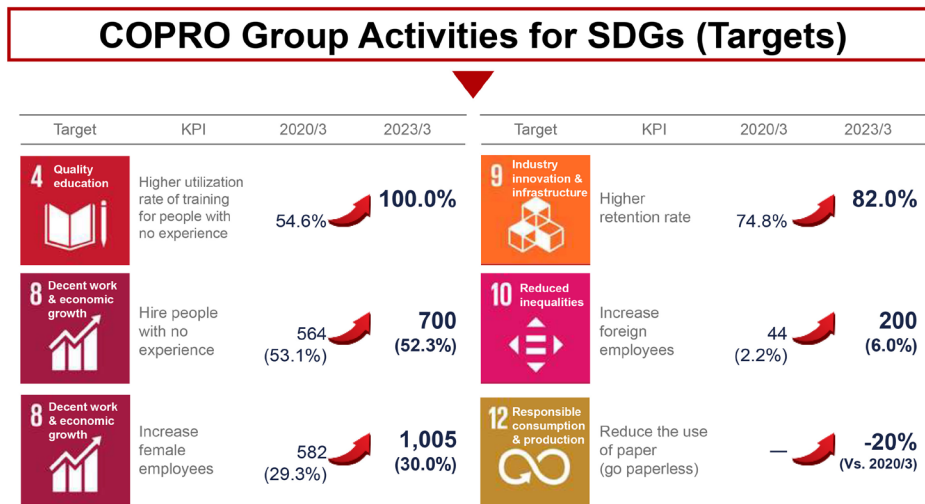 COPRO Group Activities for SDGs (Targets)
Target KPI 2020/3 2023/3
4 Quality
education
Higher utilization
rate of training
for people with
no experience
54.6%
100.0%
8 Decent work
& economic
growth
Hire people
with no
experience
564
(53.1%)
700
(52.3%)
8 Decent work
& economic
growth
Increase
female
employees
582
(29.3%)
1,005
(30.0%)
Target KPI 2020/3 2023/3
9 Industry
innovation &
infrastructure
Higher
retention rate
74.8%
82.0%
10 Reduced
inequalities
Increase
foreign
employees
44
(2.2%)
200
(6.0%)
12 Responsible
consumption
& production
Reduce the use
of paper
(go paperless)
—
-20%
(Vs. 2020/3)